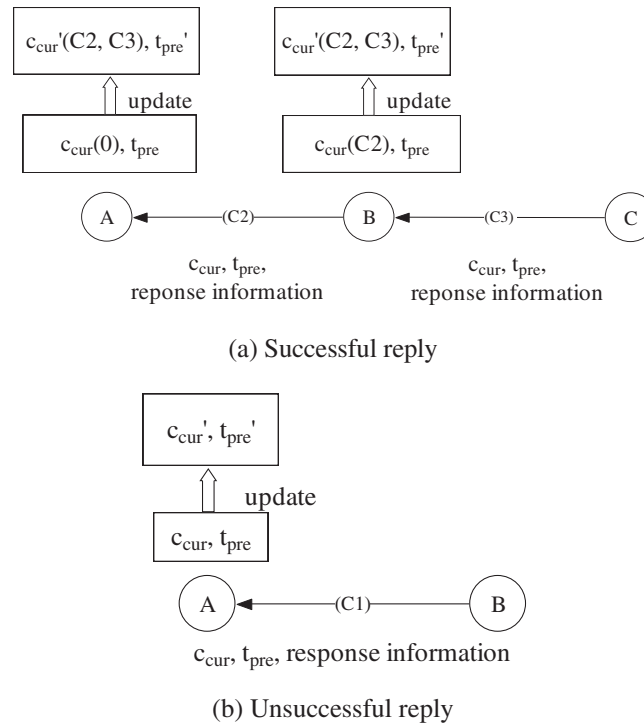 c_cur'(C2, C3), t_pre' c_cur'(C2, C3), t_pre'
update update
c_cur(0), t_pre c_cur(C2), t_pre
A (C2) B (C3) C
c_cur, t_pre, c_cur, t_pre,
reponse information reponse information
(a) Successful reply
c_cur', t_pre'
update
c_cur, t_pre
A (C1) B
c_cur, t_pre, response information
(b) Unsuccessful reply